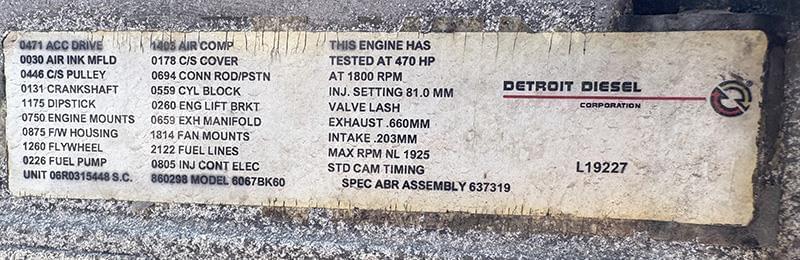 0471 ACC DRIVE
0030 AIR INK MFLD
0446 C/S PULLEY
0131 CRANKSHAFT
1175 DIPSTICK
0750 ENGINE MOUNTS
0875 F/W HOUSING
1260 FLYWHEEL
0226 FUEL PUMP
UNIT 06R0315448 S.C.
1405 AIR COMP
0178 C/S COVER
0694 CONN ROD/PSTN
0559 CYL BLOCK
0260 ENG LIFT BRKT
0659 EXH MANIFOLD
1814 FAN MOUNTS
2122 FUEL LINES
0805 INJ CONT ELEC
860298 MODEL 6067BK60
THIS ENGINE HAS
TESTED AT 470 HP
AT 1800 RPM
INJ. SETTING 81.0 MM
VALVE LASH
EXHAUST .660MM
INTAKE .203MM
MAX RPM NL 1925
STD CAM TIMING
SPEC ABR ASSEMBLY 637319
DETROIT DIESEL
CORPORATION
L19227